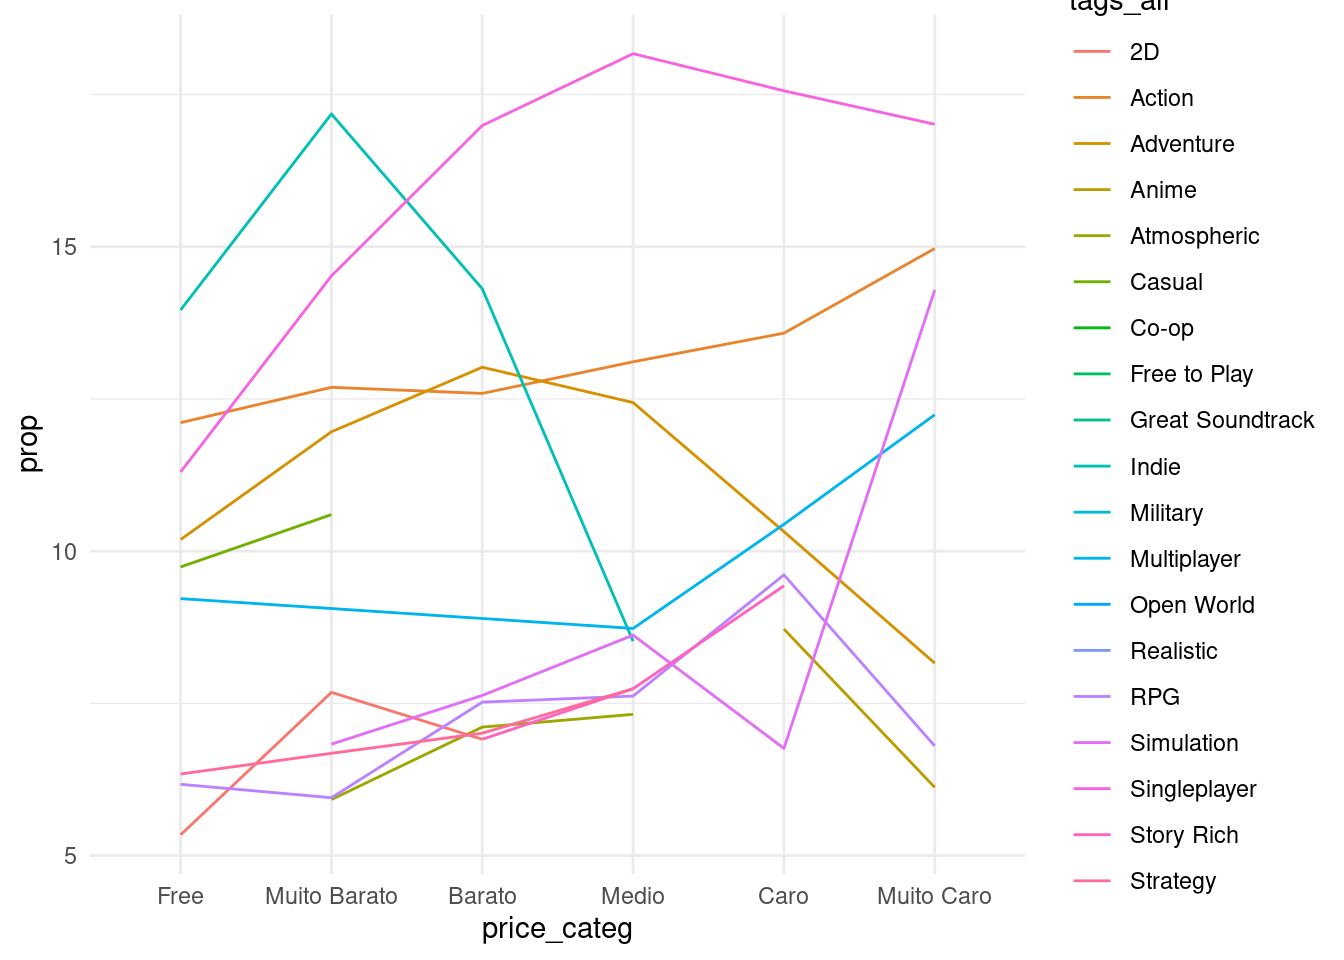 tags_all
2D
Action
Adventure
Anime
Atmospheric
Casual
Co-op
Free to Play
Great Soundtrack
Indie
Military
Multiplayer
Open World
Realistic
RPG
Simulation
Singleplayer
Story Rich
Strategy
15
10
5
prop
Free Muito Barato Barato Medio Caro Muito Caro
price_categ